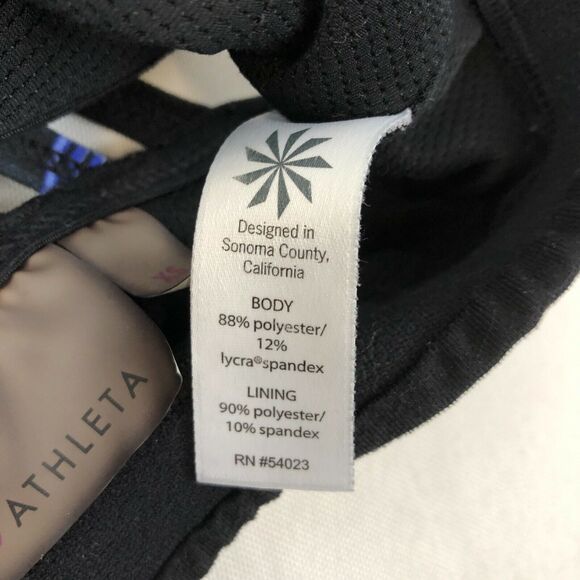 Designed in
Sonoma County,
California
BODY
88% polyester/
12%
lycra®spandex
LINING
90% polyester/
10% spandex
RN #54023
ATHLETA
XS